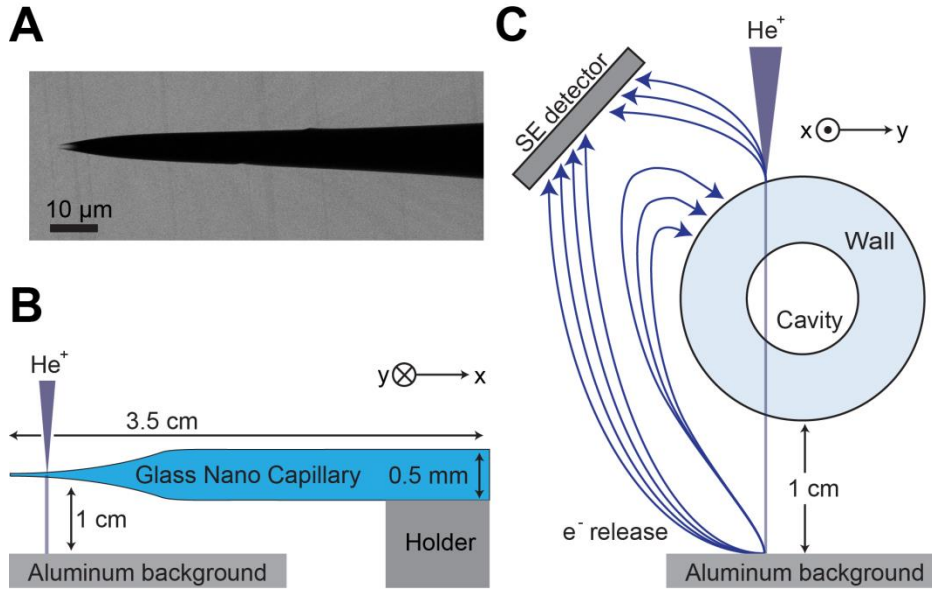 A
10 µm
B
He+
y x
3.5 cm
Glass Nano Capillary
0.5 mm
1 cm
Holder
Aluminum background
C
He+
SE detector
x y
Wall
Cavity
1 cm
e- release
Aluminum background